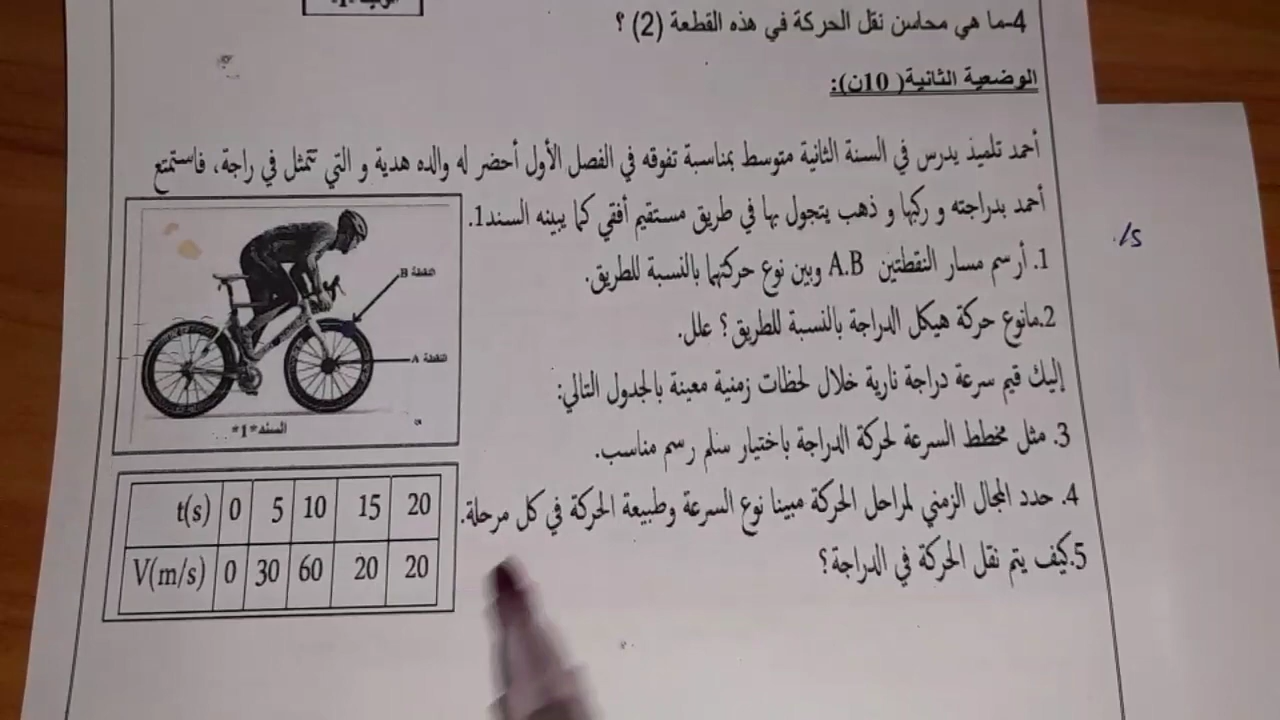 4-ما هي محاسن نقل الحركة في هذه القطعة (2) ؟
الوضعية الثانية( 10ن):
أحمد تلميذ يدرس في السنة الثانية متوسط بمناسبة تفوقه في الفصل الأول أحضر له والده هدية و التي تتمثل في راجة، فاستمتع
أحمد بدراجته و ركبها و ذهب يتجول بها في طريق مستقيم أفقي كما يبينه السند1.
1. أرسم مسار النقطتين A.B وبين نوع حركتهما بالنسبة للطريق.
2.مانوع حركة هيكل الدراجة بالنسبة للطريق؟ علل.
إليك قيم سرعة دراجة نارية خلال لحظات زمنية معينة بالجدول التالي:
3. مثل مخطط السرعة لحركة الدراجة باختيار سلم رسم مناسب.
4. حدد المجال الزمني لمراحل الحركة مبينا نوع السرعة وطبيعة الحركة في كل مرحلة.
5.كيف يتم نقل الحركة في الدراجة؟
النقطة B
النقطة A
السند*1*
t(s) 0 5 10 15 20
V(m/s) 0 30 60 20 20